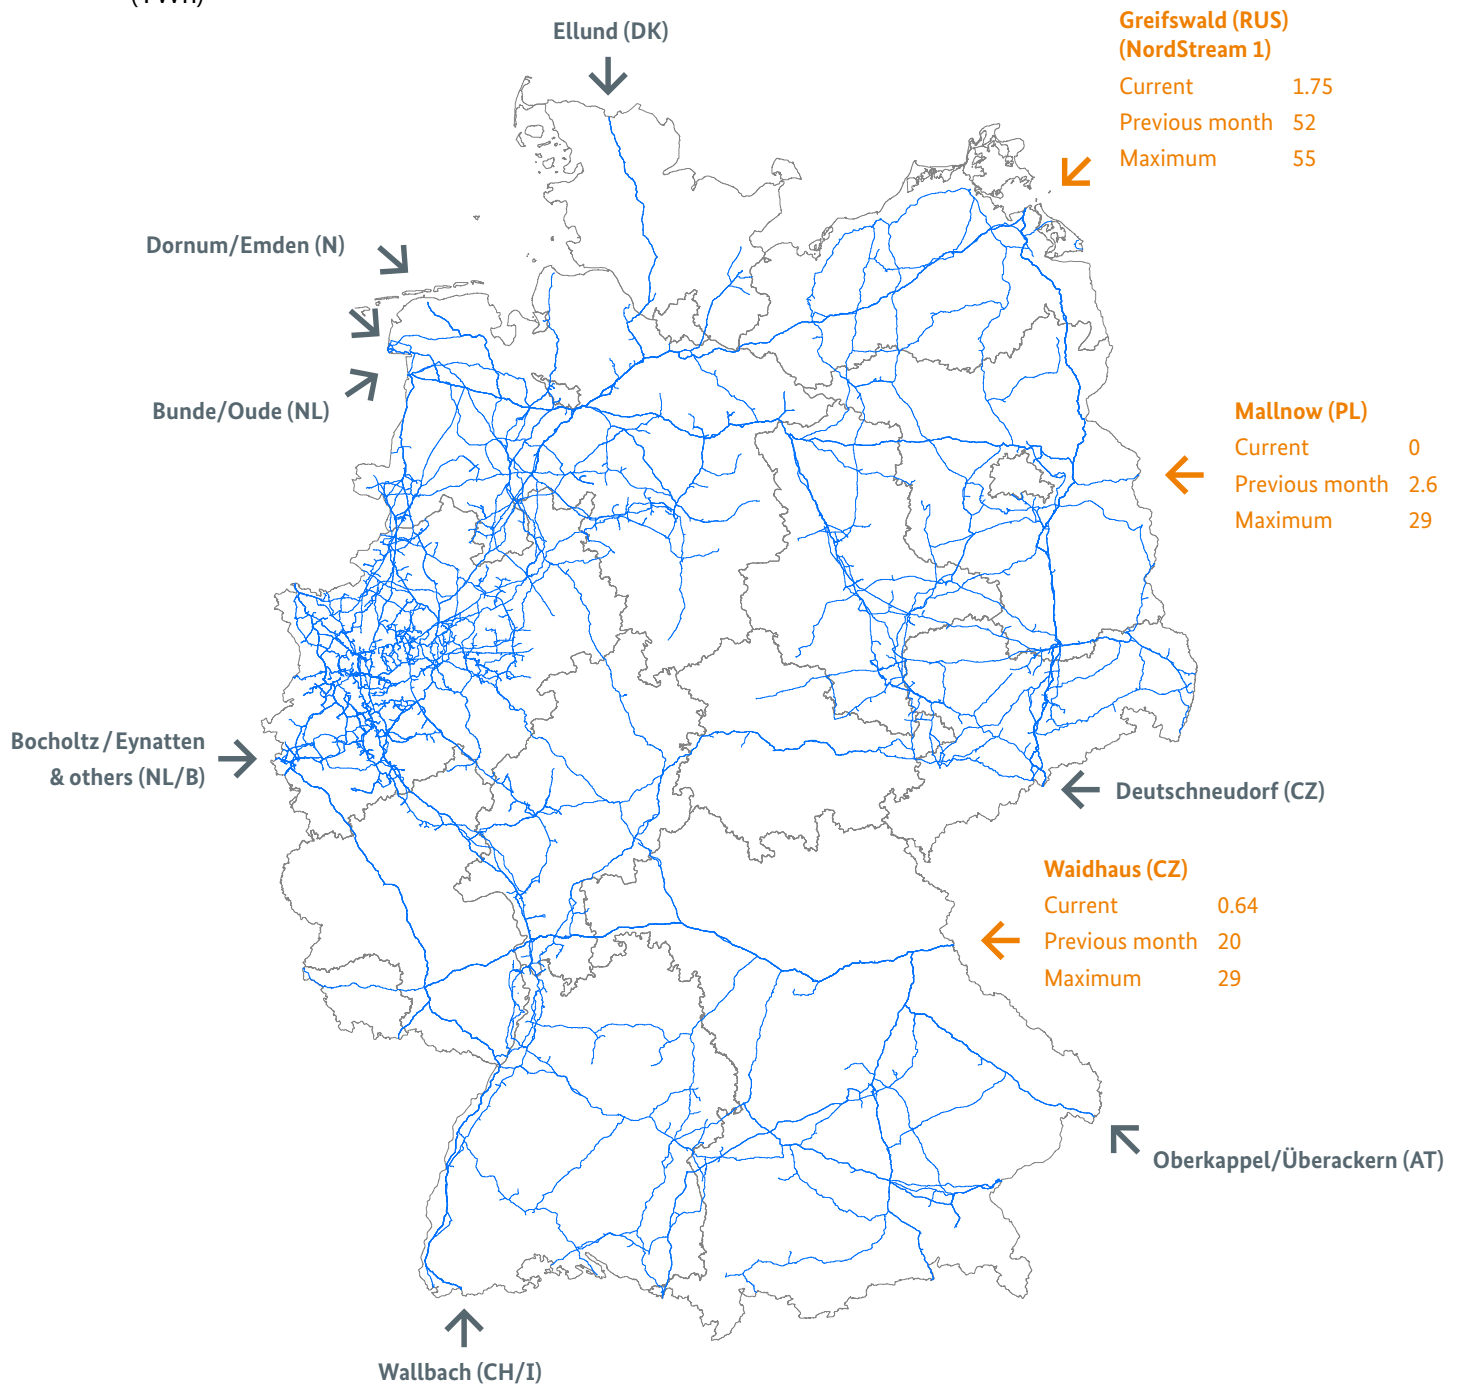 (TWh)
Ellund (DK)
Greifswald (RUS)
(NordStream 1)
Current 1.75
Previous month 52
Maximum 55
Dornum/Emden (N)
Bunde/Oude (NL)
Mallnow (PL)
Current 0
Previous month 2.6
Maximum 29
Bocholtz / Eynatten
& others (NL/B)
Deutschneudorf (CZ)
Waidhaus (CZ)
Current 0.64
Previous month 20
Maximum 29
Oberkappel/Überackern (AT)
Wallbach (CH/I)